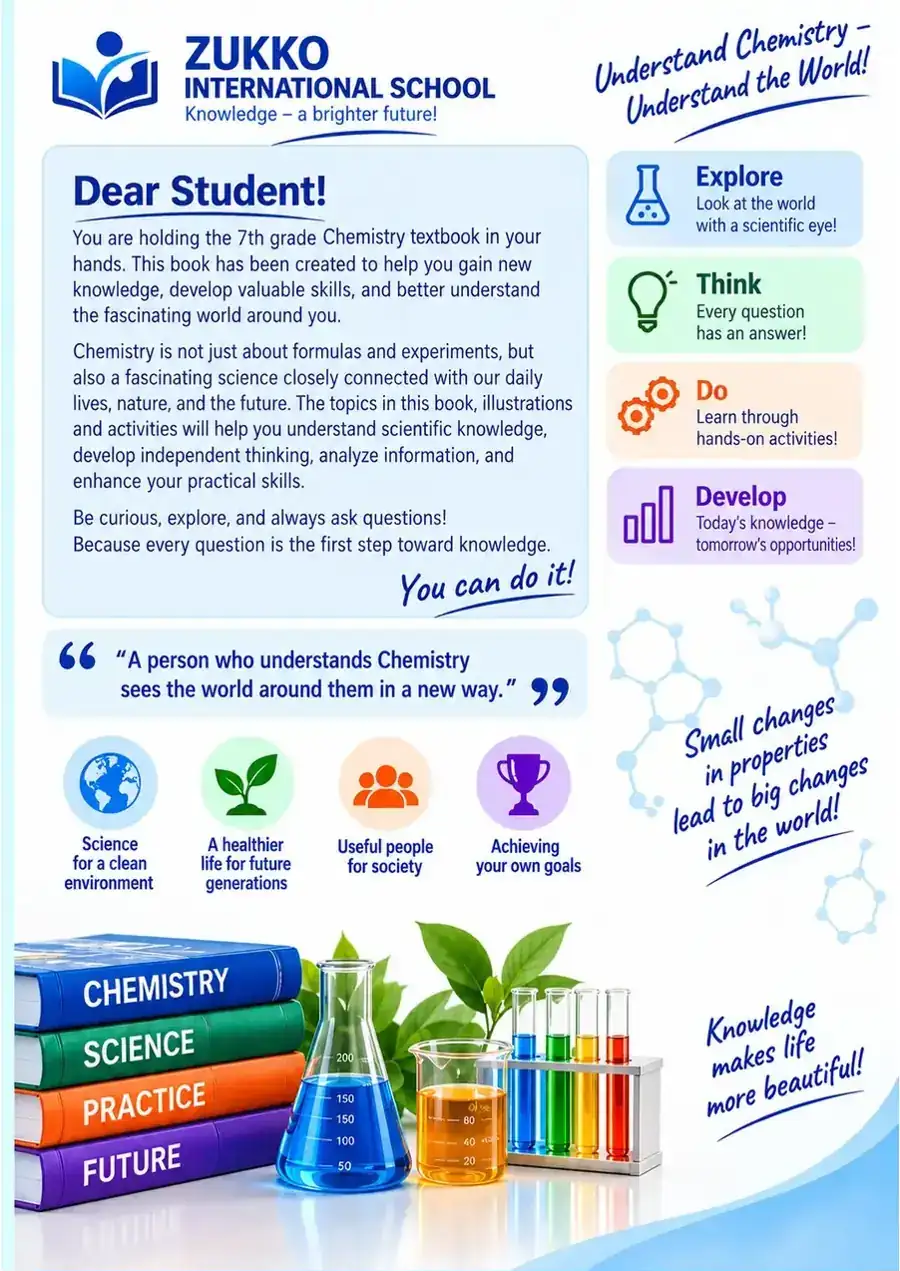 ZUKKO
INTERNATIONAL SCHOOL
Knowledge – a brighter future!
Understand Chemistry –
Understand the World!
Dear Student!
You are holding the 7th grade Chemistry textbook in your
hands. This book has been created to help you gain new
knowledge, develop valuable skills, and better understand
the fascinating world around you.
Chemistry is not just about formulas and experiments, but
also a fascinating science closely connected with our daily
lives, nature, and the future. The topics in this book, illustrations
and activities will help you understand scientific knowledge,
develop independent thinking, analyze information, and
enhance your practical skills.
Be curious, explore, and always ask questions!
Because every question is the first step toward knowledge.
You can do it!
Explore
Look at the world
with a scientific eye!
Think
Every question
has an answer!
Do
Learn through
hands-on activities!
Develop
Today's knowledge –
tomorrow's opportunities!
“A person who understands Chemistry
sees the world around them in a new way.”
Small changes
in properties
lead to big changes
in the world!
Science
for a clean
environment
A healthier
life for future
generations
Useful people
for society
Achieving
your own goals
CHEMISTRY
SCIENCE
PRACTICE
FUTURE
200
150
150
100
50
80
40
20
Knowledge
makes life
more beautiful!